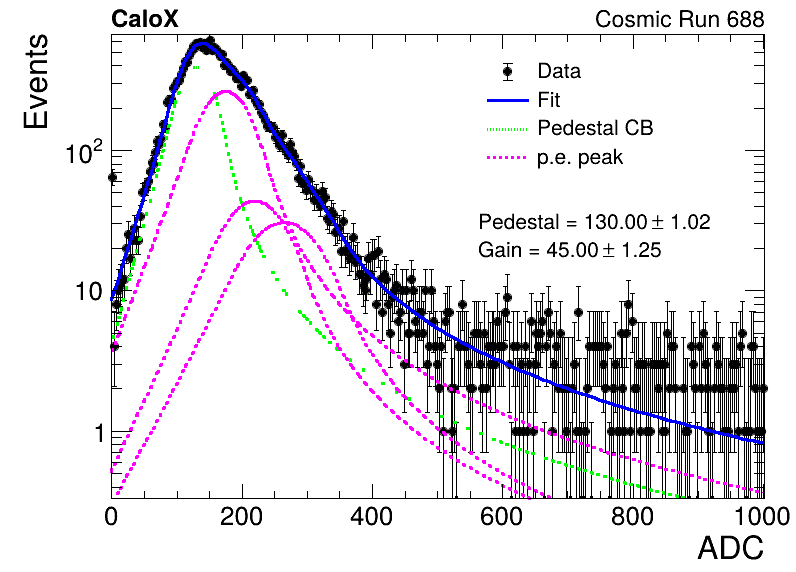 CaloX Cosmic Run 688
Events
Data
Fit
Pedestal CB
p.e. peak
Pedestal = 130.00 ± 1.02
Gain = 45.00 ± 1.25
10²
10
1
0 200 400 600 800 1000
ADC